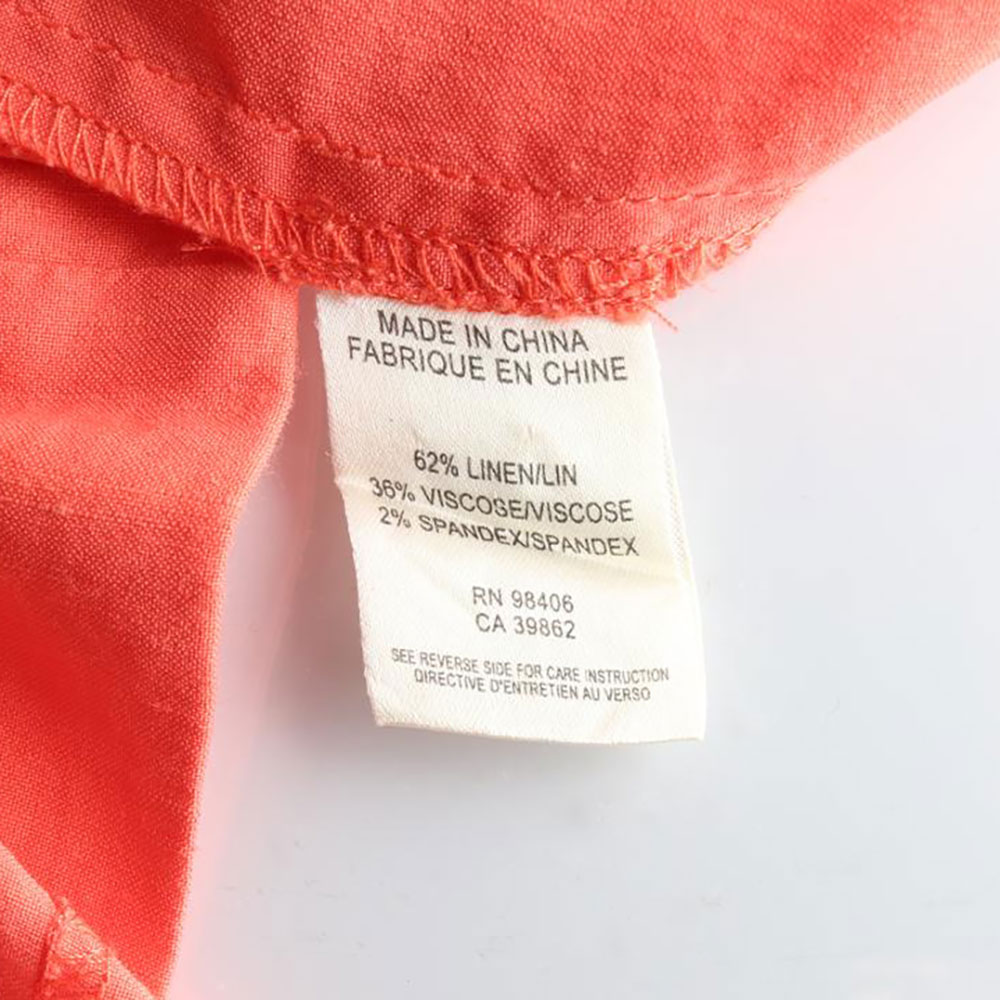 MADE IN CHINA
FABRIQUE EN CHINE
62% LINEN/LIN
36% VISCOSE/VISCOSE
2% SPANDEX/SPANDEX
RN 98406
CA 39862
SEE REVERSE SIDE FOR CARE INSTRUCTION
DIRECTIVE D'ENTRETIEN AU VERSO